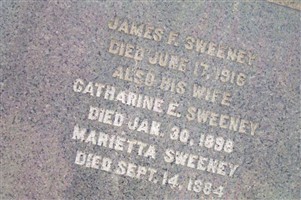 JAMES F. SWEENEY
DIED JUNE 17, 1916
ALSO HIS WIFE
CATHARINE E. SWEENEY
DIED JAN. 30, 1898
MARIETTA SWEENEY
DIED SEPT. 14, 1884